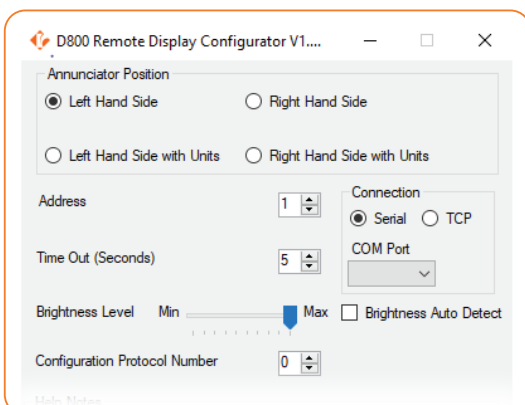 D800 Remote Display Configurator V1....
Annunciator Position
Left Hand Side Right Hand Side
Left Hand Side with Units Right Hand Side with Units
Address 1
Connection
Serial TCP
Time Out (Seconds) 5
COM Port
Brightness Level Min Max Brightness Auto Detect
Configuration Protocol Number 0
Help Notes